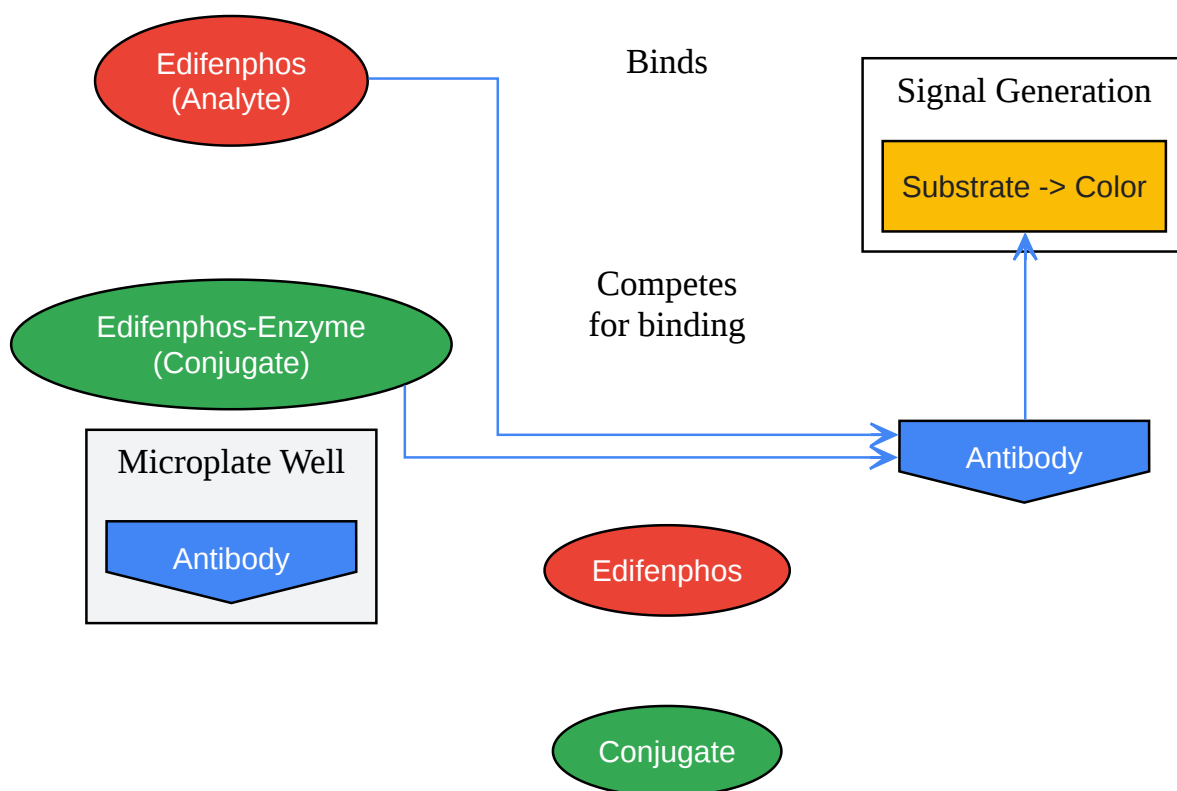 Edifenphos
(Analyte)
Binds
Signal Generation
Substrate -> Color
Edifenphos-Enzyme
(Conjugate)
Competes
for binding
Microplate Well
Antibody
Antibody
Edifenphos
Conjugate